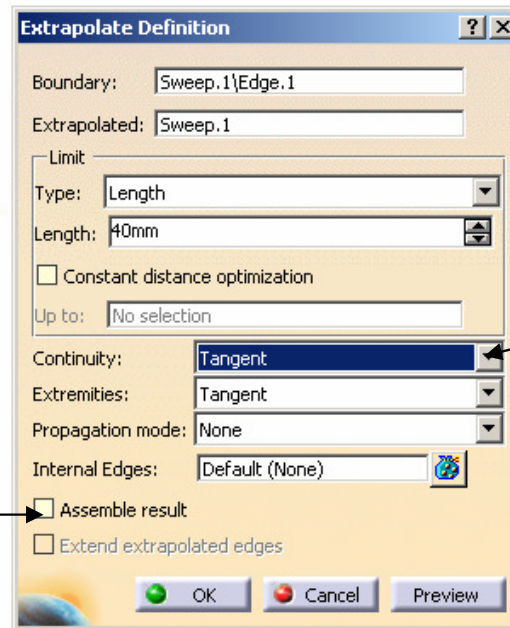 Extrapolate Definition ? X
Boundary: Sweep.1\Edge.1
Extrapolated: Sweep.1
Limit
Type: Length
Length: 40mm
Constant distance optimization
Up to: No selection
Continuity: Tangent
Extremities: Tangent
Propagation mode: None
Internal Edges: Default (None)
Assemble result
Extend extrapolated edges
OK Cancel Preview